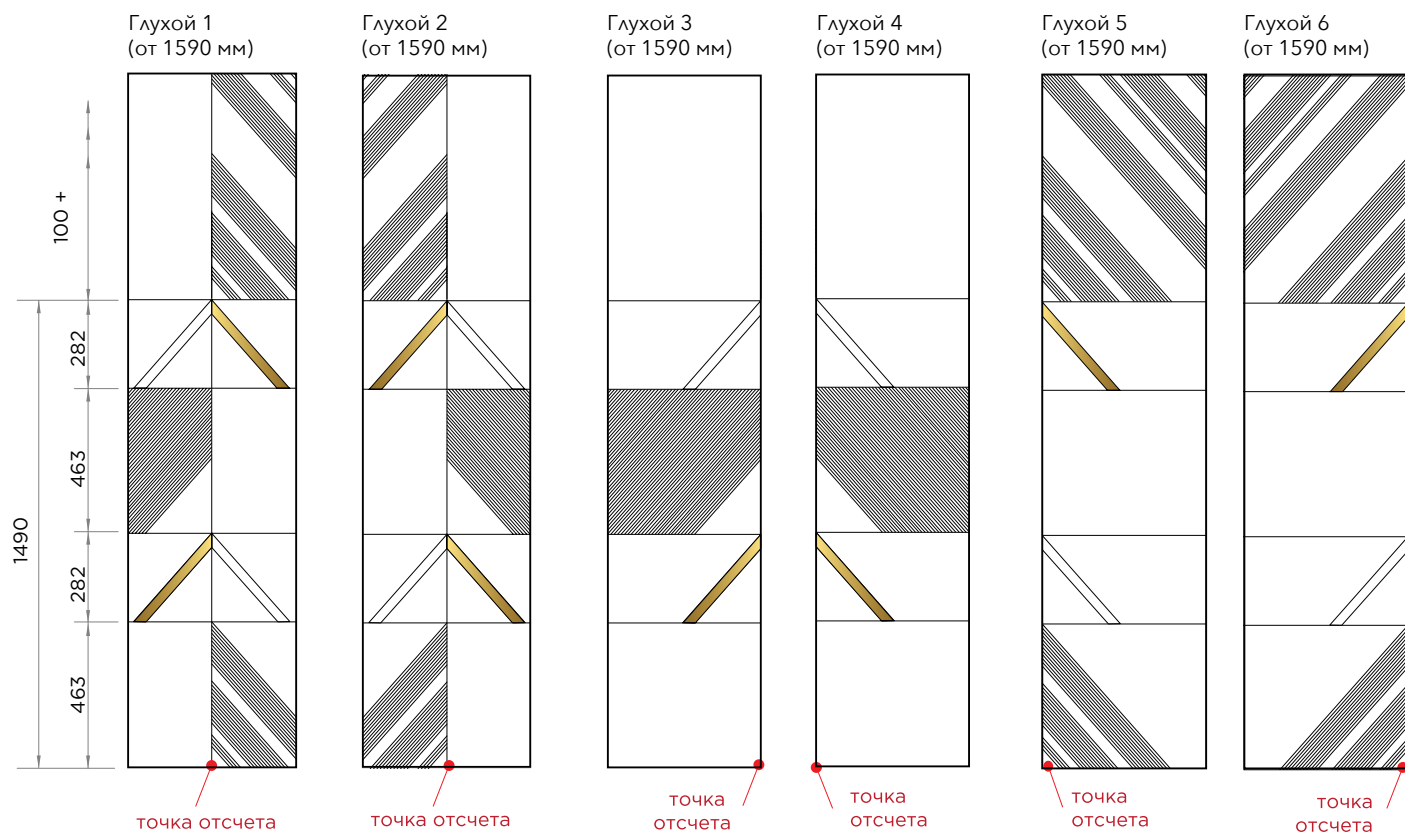 Глухой 1
(от 1590 мм)
Глухой 2
(от 1590 мм)
Глухой 3
(от 1590 мм)
Глухой 4
(от 1590 мм)
Глухой 5
(от 1590 мм)
Глухой 6
(от 1590 мм)
100 +
282
463
1490
282
463
точка отсчета
точка отсчета
точка
отсчета
точка
отсчета
точка
отсчета
точка
отсчета